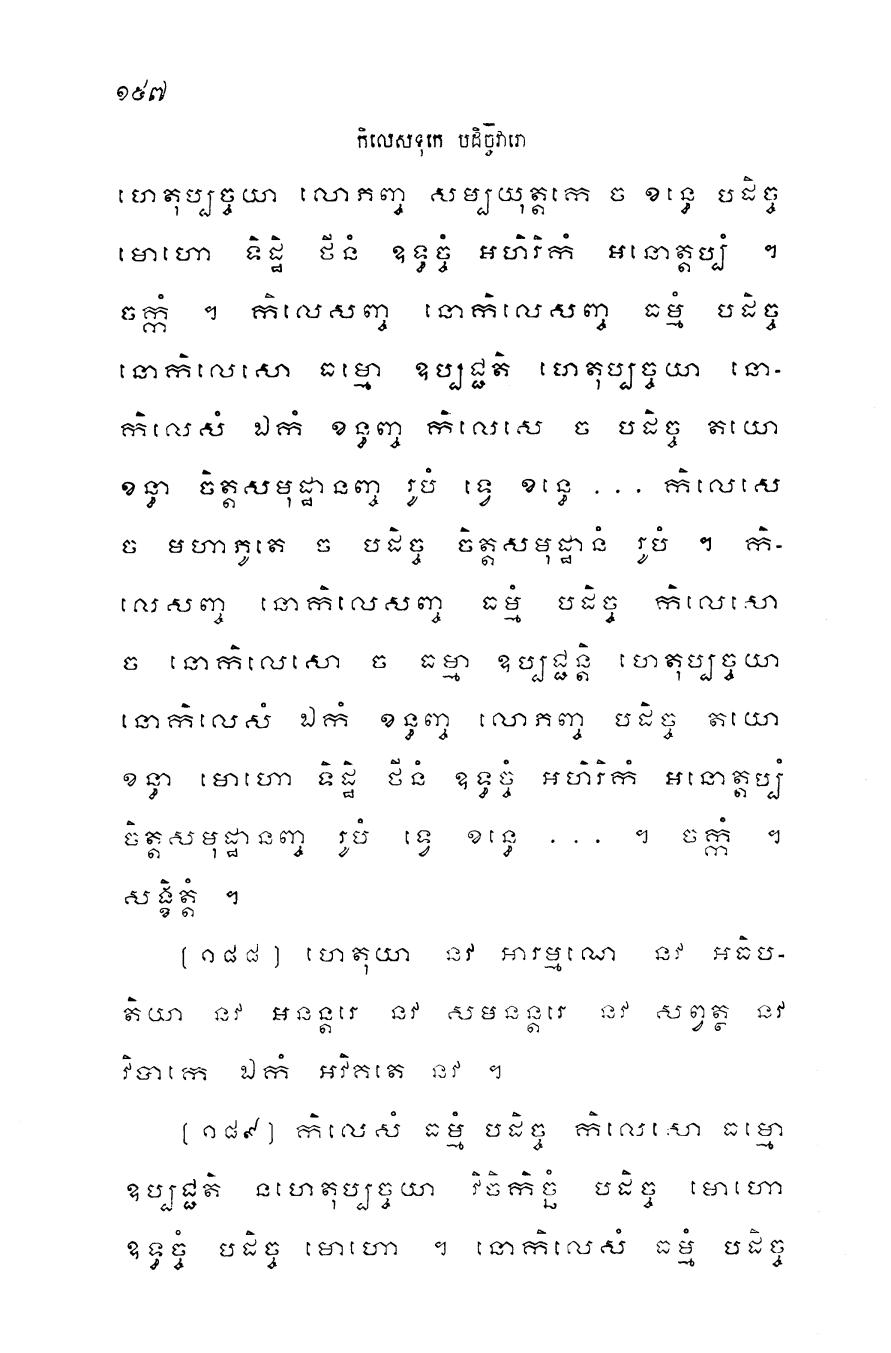 ១៩៧
កិលេសទុកេ បដិច្ចវារោ
ហេតុប្បច្ចយា លោភញ្ច សម្បយុត្តកេ ច ខន្ធេ បដិច្ច
មោហោ ទិដ្ឋិ ថីនំ ឧទ្ធច្ចំ អហិរិកំ អនោត្តប្បំ ។
ចក្កំ ។ កិលេសញ្ច នោកិលេសញ្ច ធម្មំ បដិច្ច
នោកិលេសោ ធម្មោ ឧប្បជ្ជតិ ហេតុប្បច្ចយា នោ-
កិលេសំ ឯកំ ខន្ធញ្ច កិលេសេ ច បដិច្ច តយោ
ខន្ធា ចិត្តសមុដ្ឋានញ្ច រូបំ ទ្វេ ខន្ធេ ... កិលេសេ
ច មហាភូតេ ច បដិច្ច ចិត្តសមុដ្ឋានំ រូបំ ។ កិ-
លេសញ្ច នោកិលេសញ្ច ធម្មំ បដិច្ច កិលេសោ
ច នោកិលេសោ ច ធម្មា ឧប្បជ្ជន្តិ ហេតុប្បច្ចយា
នោកិលេសំ ឯកំ ខន្ធញ្ច លោភញ្ច បដិច្ច តយោ
ខន្ធា មោហោ ទិដ្ឋិ ថីនំ ឧទ្ធច្ចំ អហិរិកំ អនោត្តប្បំ
ចិត្តសមុដ្ឋានញ្ច រូបំ ទ្វេ ខន្ធេ ... ។ ចក្កំ ។
សង្ខិត្តំ ។
[១៨៨] ហេតុយា នវ អារម្មណេ នវ អធិប-
តិយា នវ អនន្តរេ នវ សមនន្តរេ នវ សព្វត្ថ នវ
វិបាកេ ឯកំ អវិគតេ នវ ។
[១៨៩] កិលេសំ ធម្មំ បដិច្ច កិលេសោ ធម្មោ
ឧប្បជ្ជតិ នហេតុប្បច្ចយា វិចិកិច្ឆំ បដិច្ច មោហោ
ឧទ្ធច្ចំ បដិច្ច មោហោ ។ នោកិលេសំ ធម្មំ បដិច្ច